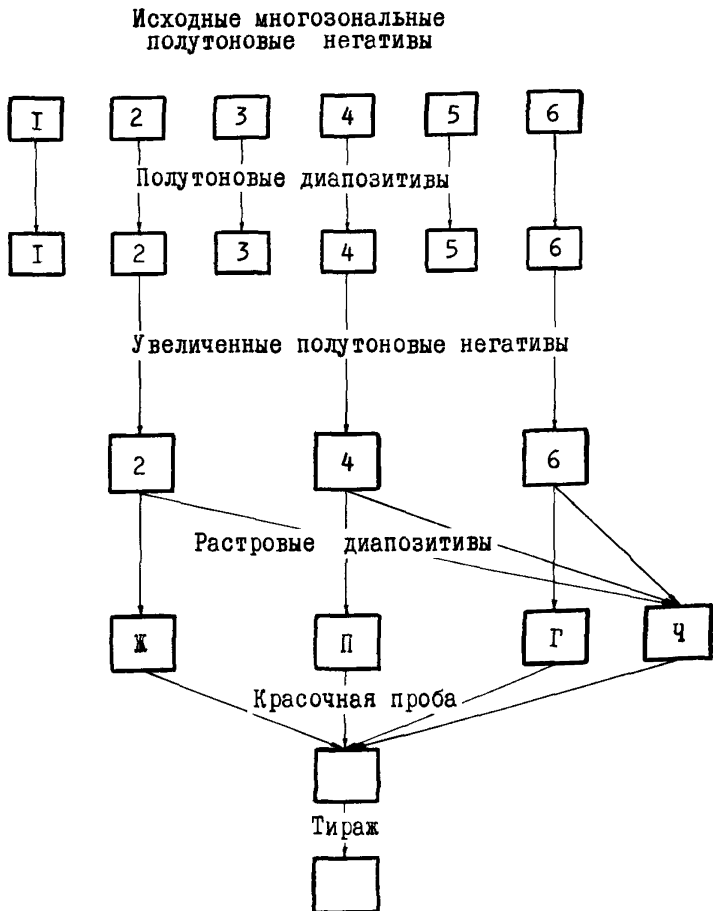 Исходные многозональные
полутоновые негативы
I 2 3 4 5 6
Полутоновые диапозитивы
I 2 3 4 5 6
Увеличенные полутоновые негативы
2 4 6
Растровые диапозитивы
Ж П Г Ч
Красочная проба
Тираж